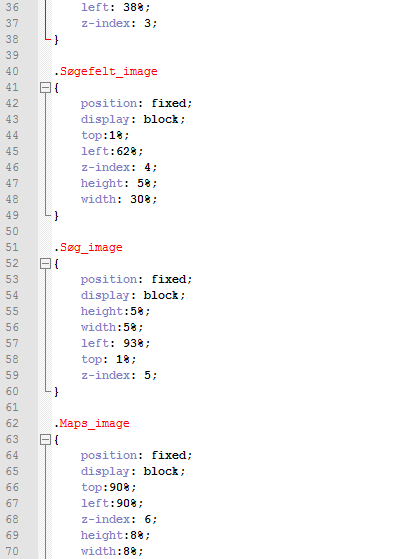 36 left: 38%;
37 z-index: 3;
38 }
39
40 .Søgefelt_image
41 {
42 position: fixed;
43 display: block;
44 top:1%;
45 left:62%;
46 z-index: 4;
47 height: 5%;
48 width: 30%;
49 }
50
51 .Søg_image
52 {
53 position: fixed;
54 display: block;
55 height:5%;
56 width:5%;
57 left: 93%;
58 top: 1%;
59 z-index: 5;
60 }
61
62 .Maps_image
63 {
64 position: fixed;
65 display: block;
66 top:90%;
67 left:90%;
68 z-index: 6;
69 height:8%;
70 width:8%;